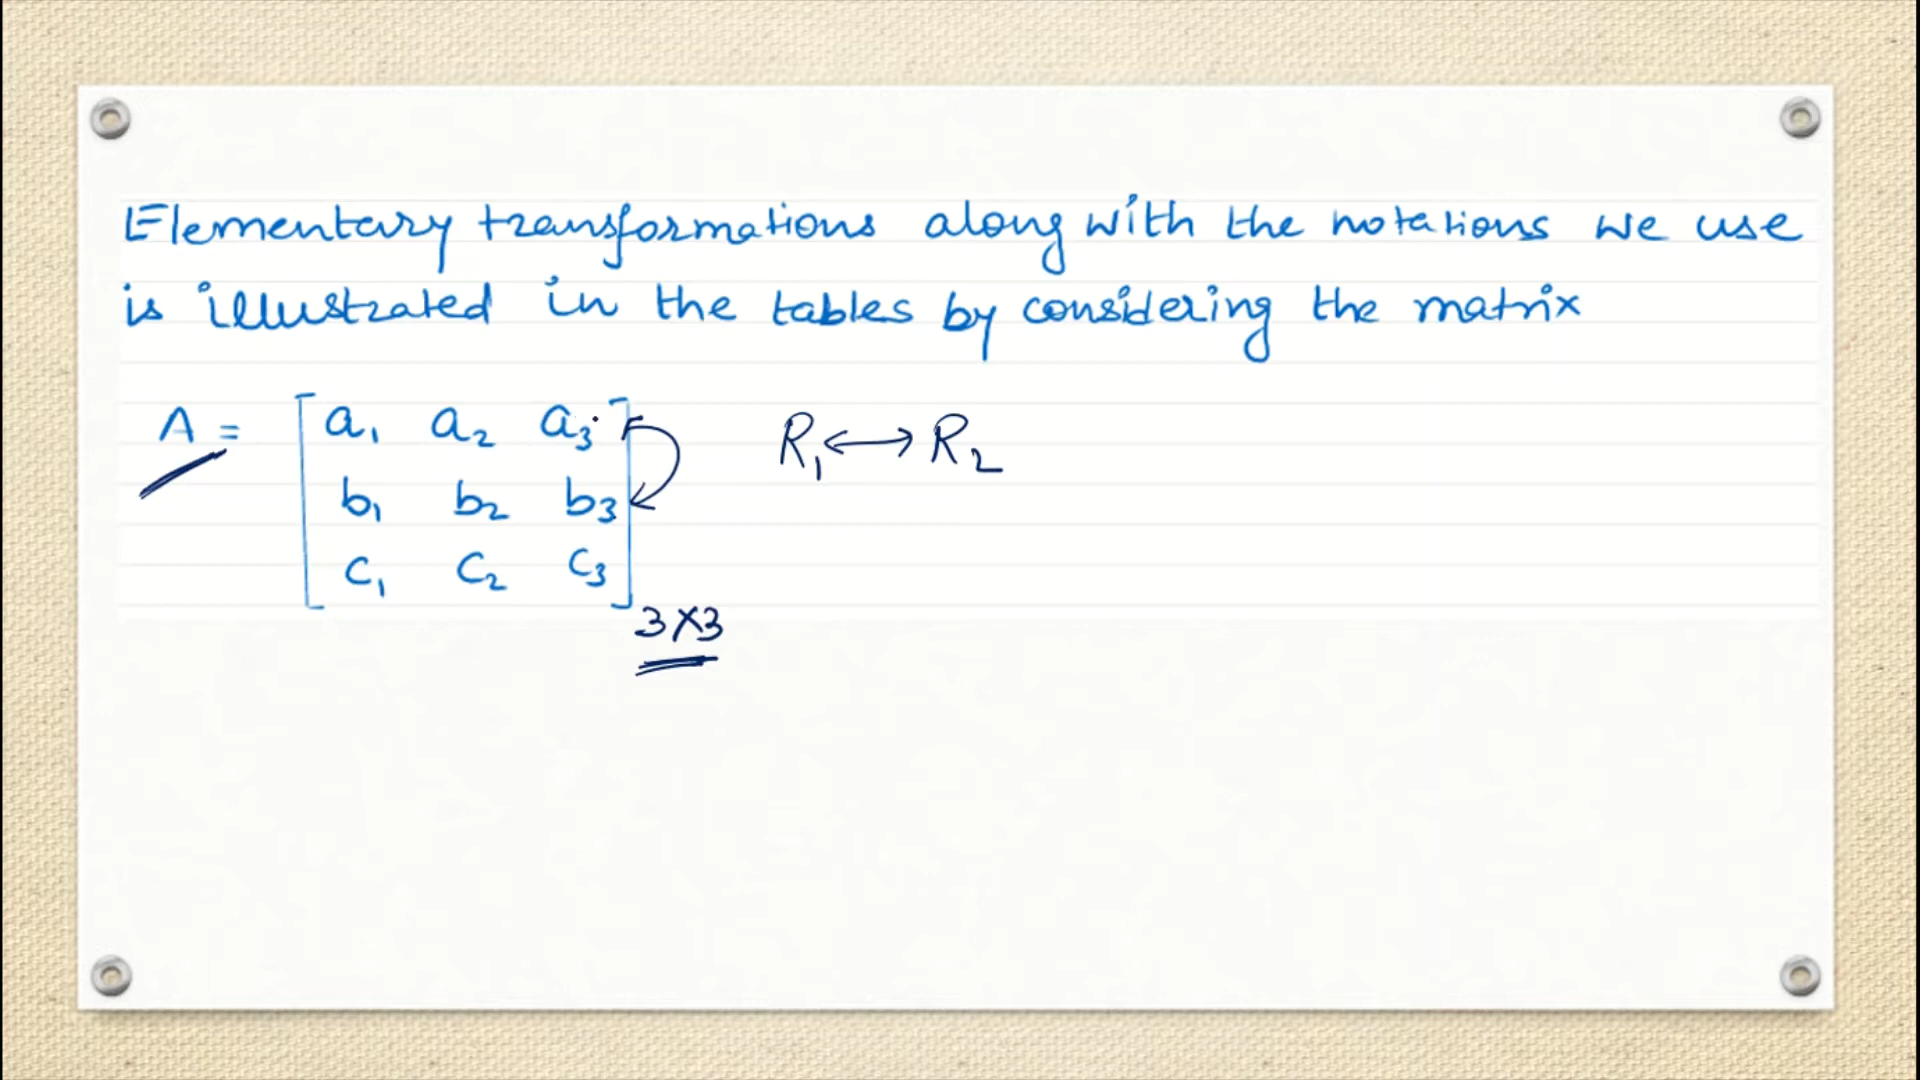 Elementary transformations along with the notations we use
is illustrated in the tables by considering the matrix
A = [ a₁ a₂ a₃ ] R₁ ↔ R₂
b₁ b₂ b₃
c₁ c₂ c₃
3×3